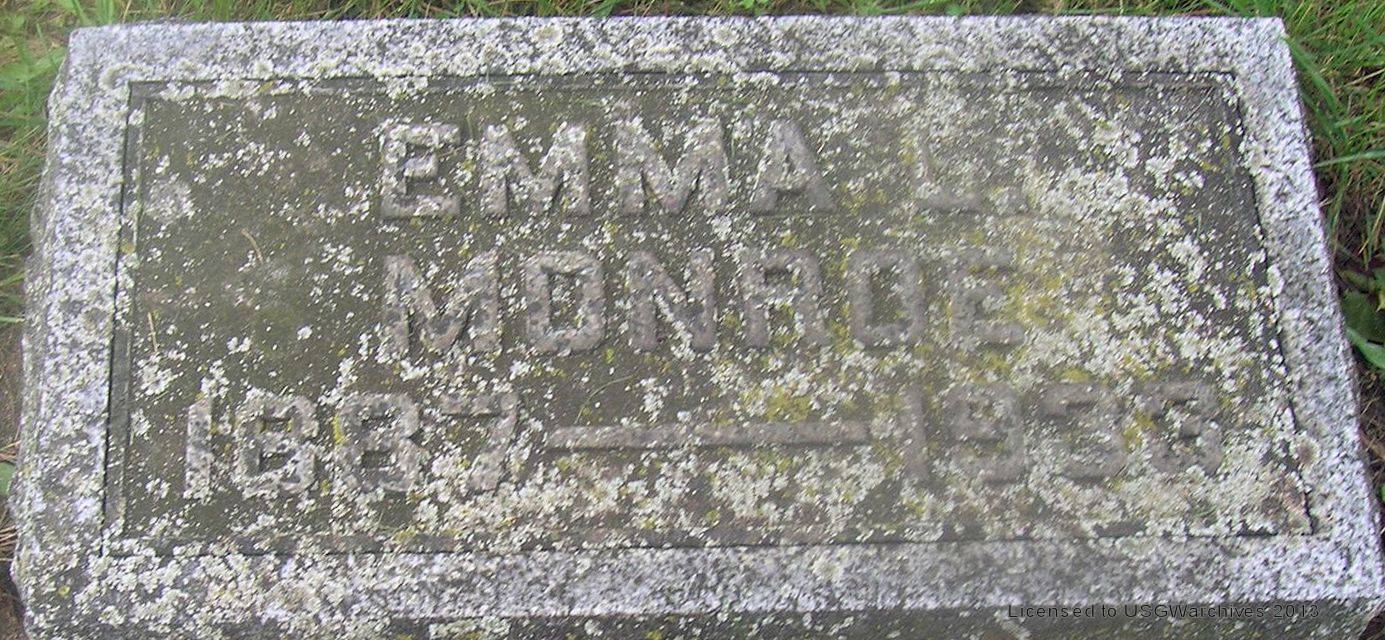 EMMA L.
MONROE
1887 — 1933
Licensed to USGWarchives 2013